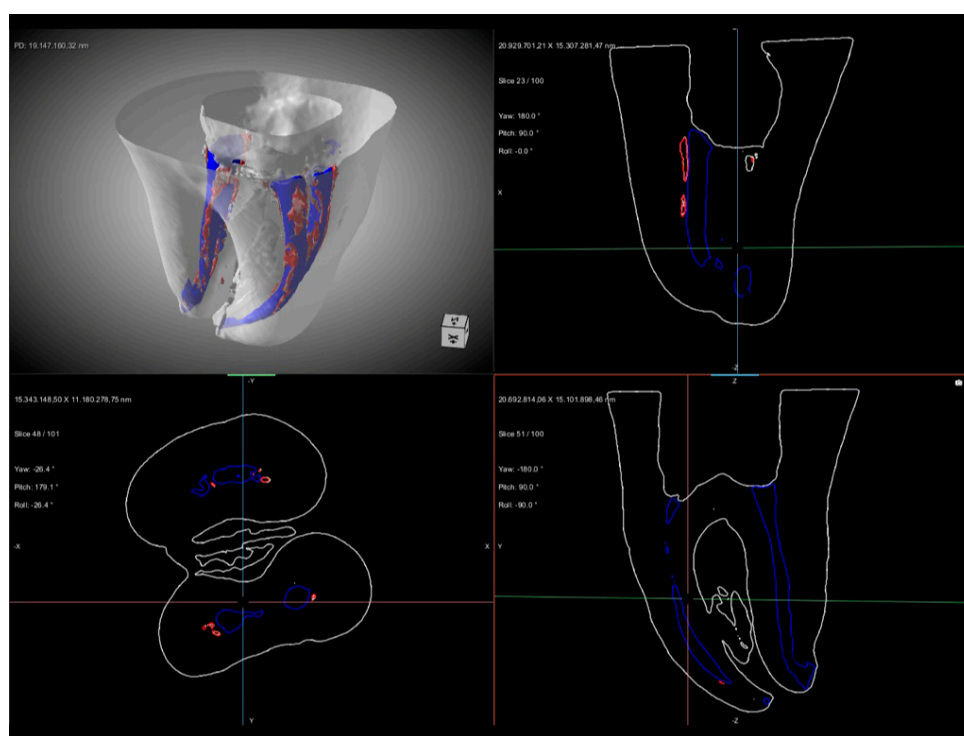 PD: 19.147.160.32 nm
20.929.701,21 X 15.307.281,47 nm
Slice 23 / 100
Yaw: 180.0 °
Pitch: 90.0 °
Roll: -0.0 °
X
-Z
+X
15.343.148,50 X 11.180.278,75 nm
Slice 48 / 101
Yaw: -26.4 °
Pitch: 179.1 °
Roll: -26.4 °
-Y
-X
X
Y
20.692.814,06 X 15.101.898,46 nm
Slice 51 / 100
Yaw: -180.0 °
Pitch: 90.0 °
Roll: -90.0 °
Z
Y
-Z